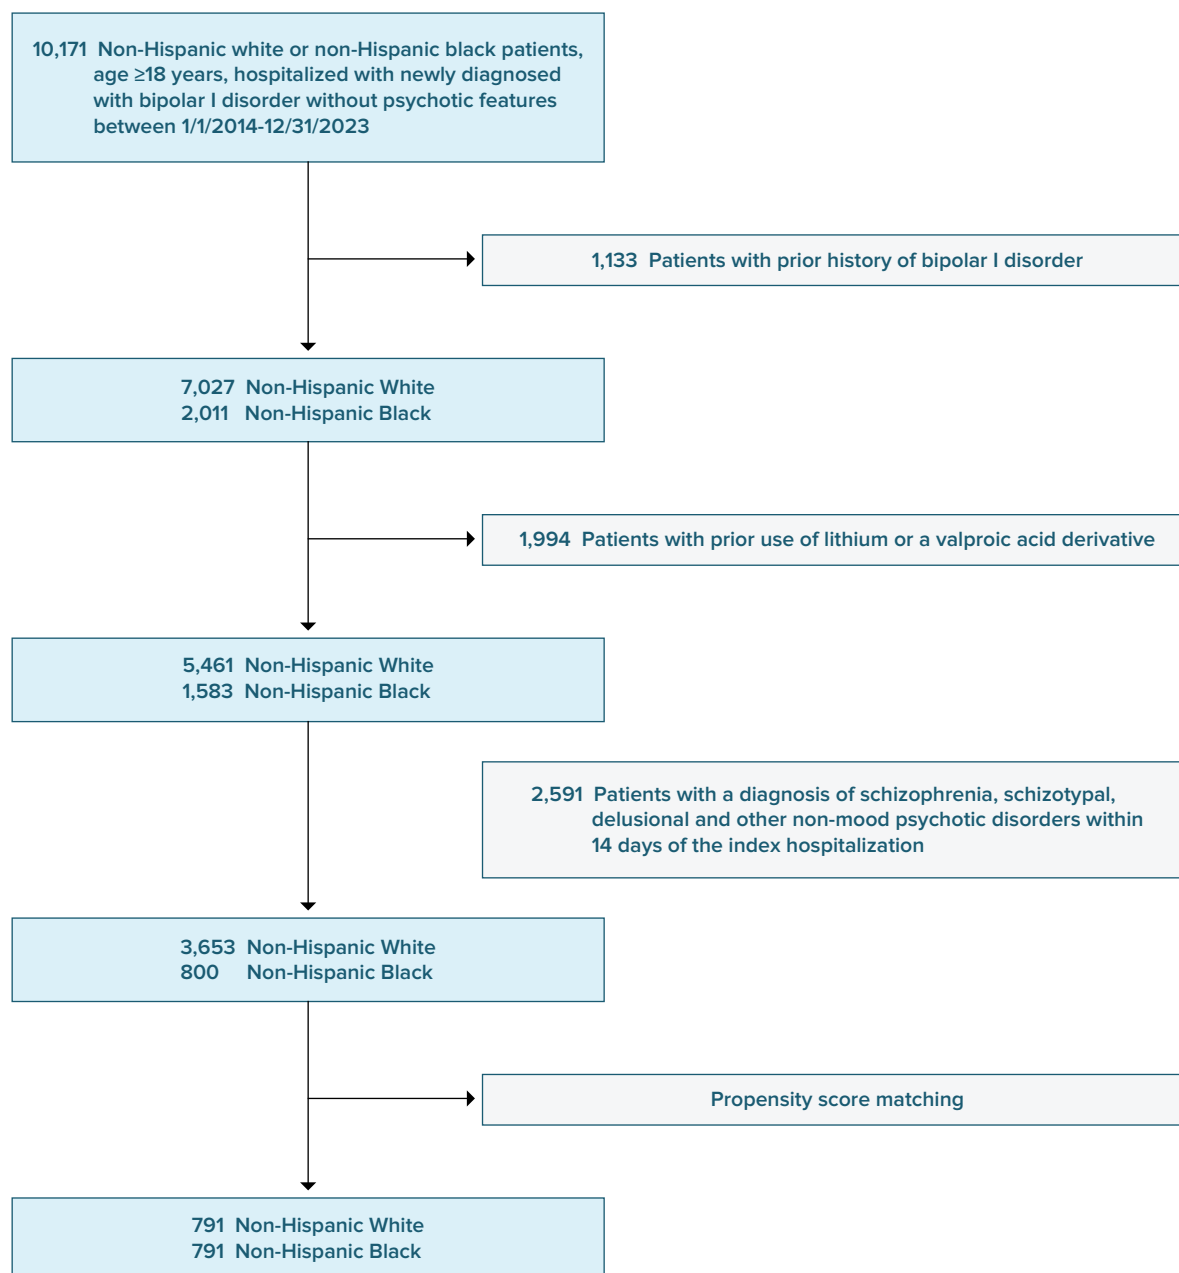 10,171 Non-Hispanic white or non-Hispanic black patients,
age ≥18 years, hospitalized with newly diagnosed
with bipolar I disorder without psychotic features
between 1/1/2014-12/31/2023
1,133 Patients with prior history of bipolar I disorder
7,027 Non-Hispanic White
2,011 Non-Hispanic Black
1,994 Patients with prior use of lithium or a valproic acid derivative
5,461 Non-Hispanic White
1,583 Non-Hispanic Black
2,591 Patients with a diagnosis of schizophrenia, schizotypal,
delusional and other non-mood psychotic disorders within
14 days of the index hospitalization
3,653 Non-Hispanic White
800 Non-Hispanic Black
Propensity score matching
791 Non-Hispanic White
791 Non-Hispanic Black